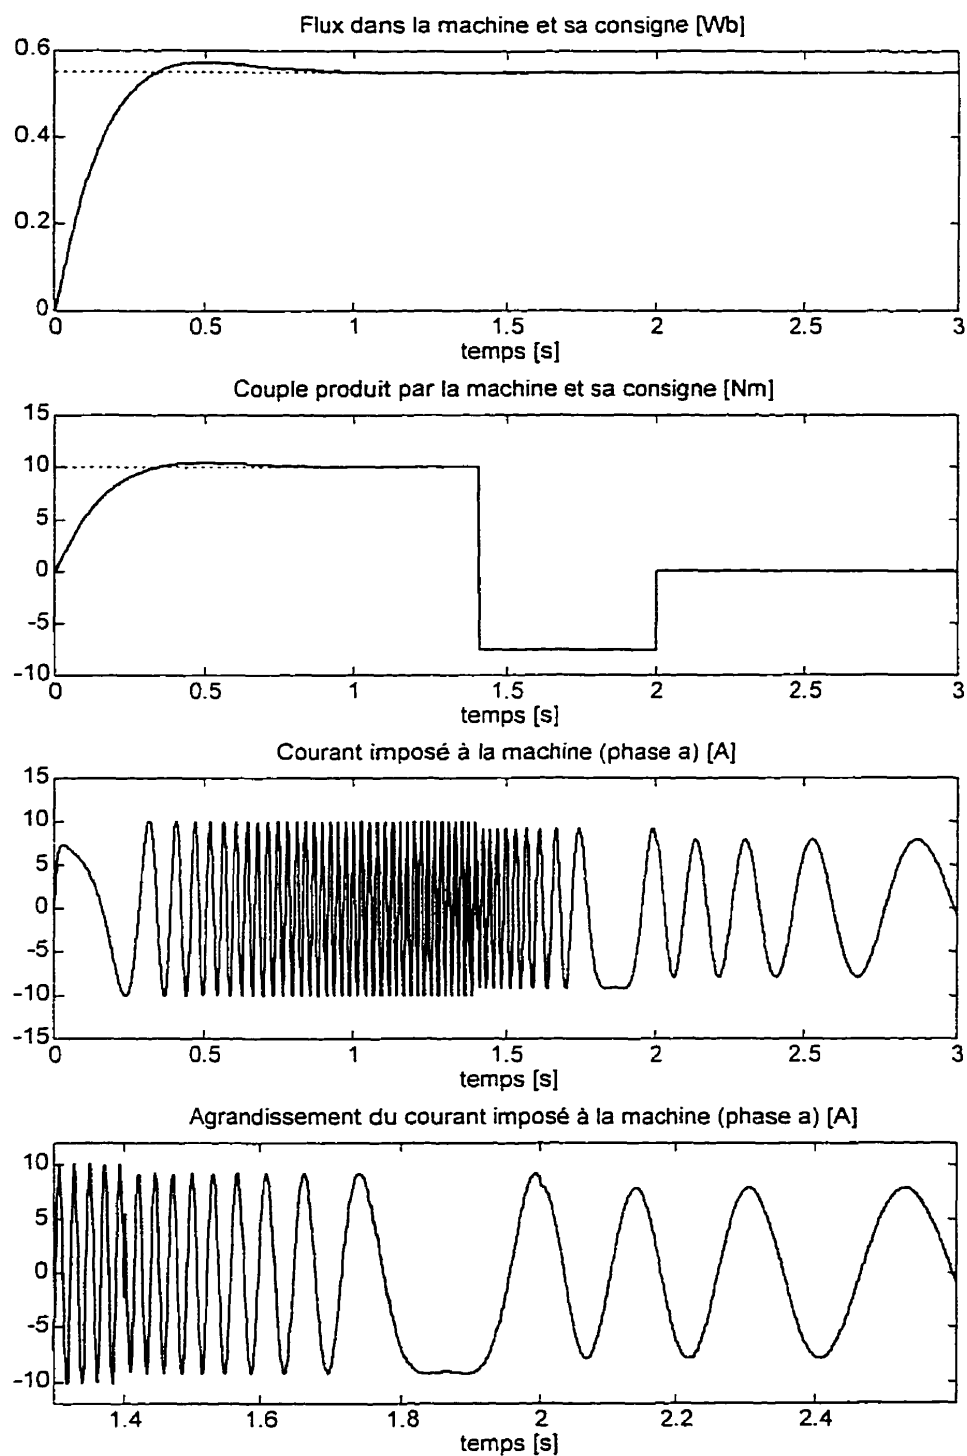 Flux dans la machine et sa consigne [Wb]
0.6
0.4
0.2
0
0 0.5 1 1.5 2 2.5 3
temps [s]
Couple produit par la machine et sa consigne [Nm]
15
10
5
0
-5
-10
0 0.5 1 1.5 2 2.5 3
temps [s]
Courant imposé à la machine (phase a) [A]
15
10
5
0
-5
-10
-15
0 0.5 1 1.5 2 2.5 3
temps [s]
Agrandissement du courant imposé à la machine (phase a) [A]
10
5
0
-5
-10
1.4 1.6 1.8 2 2.2 2.4
temps [s]